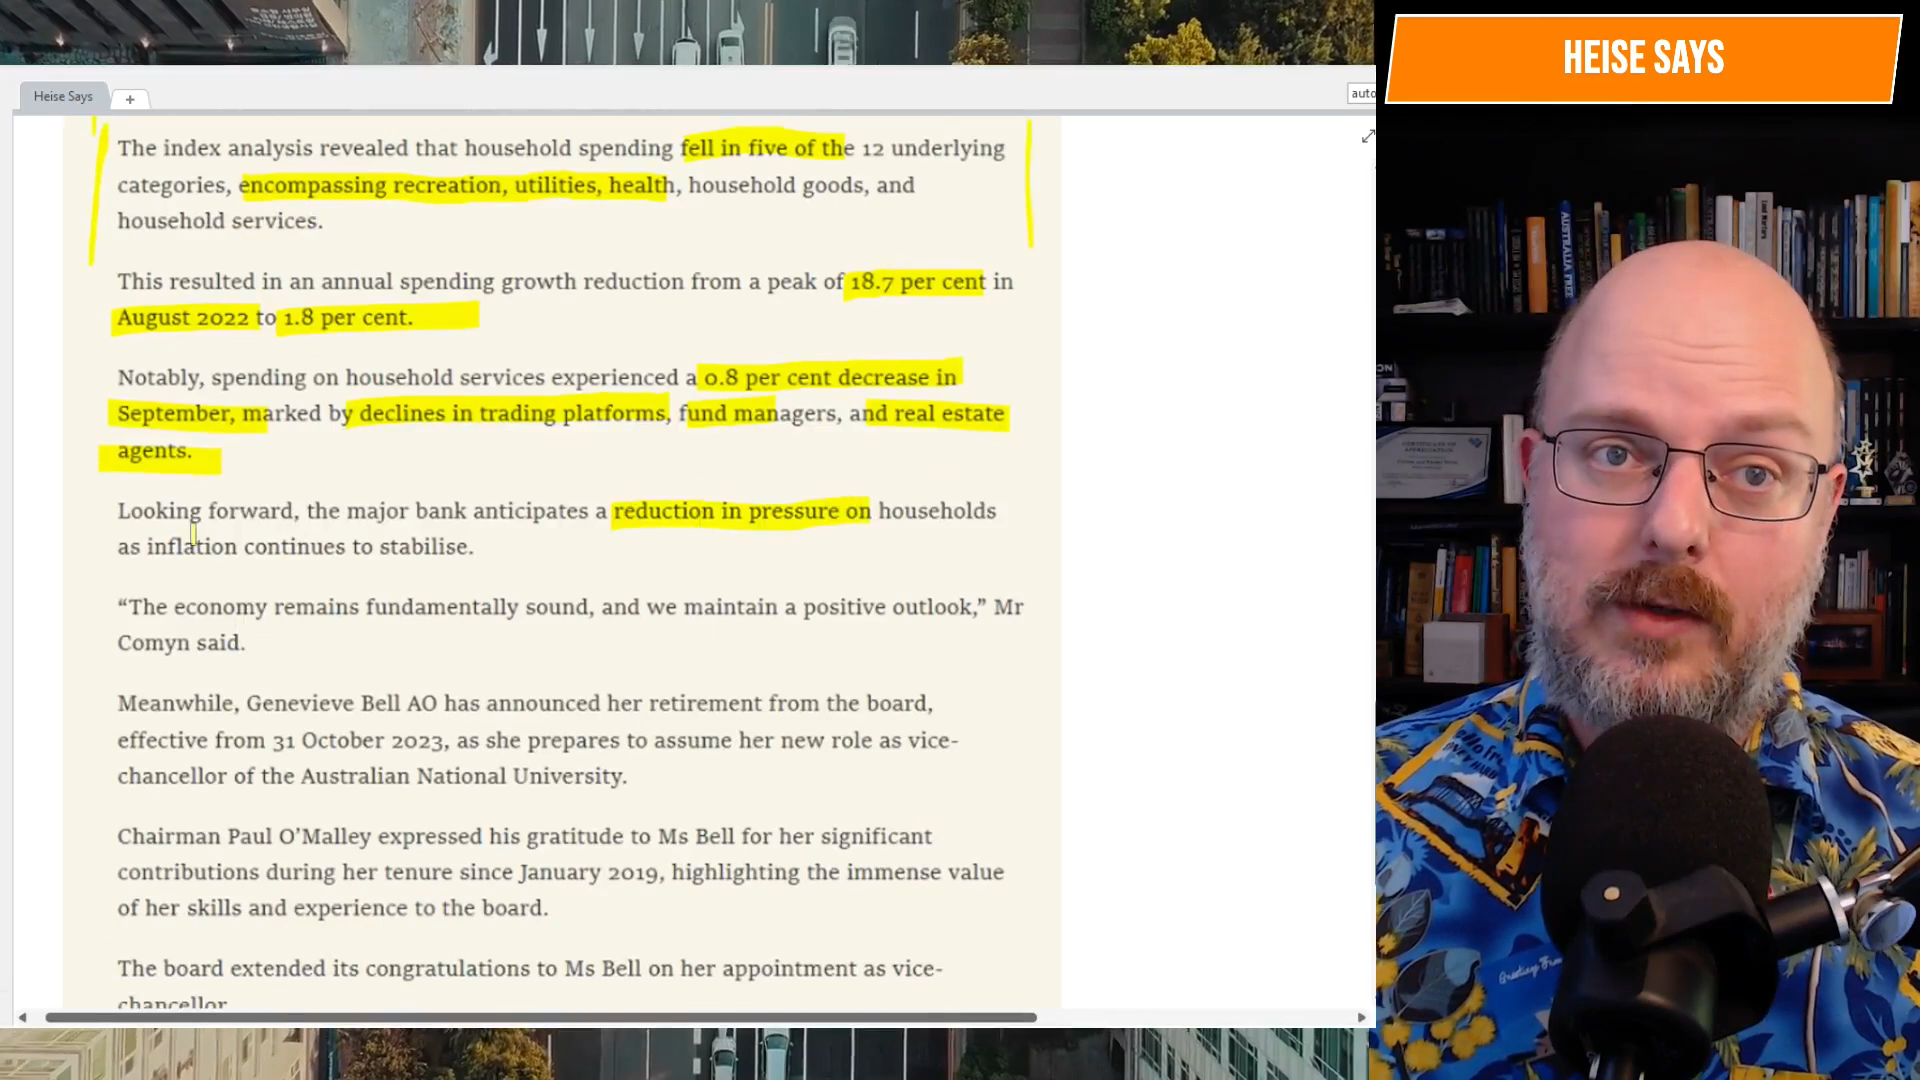 HEISE SAYS
Heise Says
+
auto
The index analysis revealed that household spending fell in five of the 12 underlying
categories, encompassing recreation, utilities, health, household goods, and
household services.
This resulted in an annual spending growth reduction from a peak of 18.7 per cent in
August 2022 to 1.8 per cent.
Notably, spending on household services experienced a 0.8 per cent decrease in
September, marked by declines in trading platforms, fund managers, and real estate
agents.
Looking forward, the major bank anticipates a reduction in pressure on households
as inflation continues to stabilise.
“The economy remains fundamentally sound, and we maintain a positive outlook,” Mr
Comyn said.
Meanwhile, Genevieve Bell AO has announced her retirement from the board,
effective from 31 October 2023, as she prepares to assume her new role as vice-
chancellor of the Australian National University.
Chairman Paul O’Malley expressed his gratitude to Ms Bell for her significant
contributions during her tenure since January 2019, highlighting the immense value
of her skills and experience to the board.
The board extended its congratulations to Ms Bell on her appointment as vice-
chancellor
CERTIFICATE OF
APPRECIATION